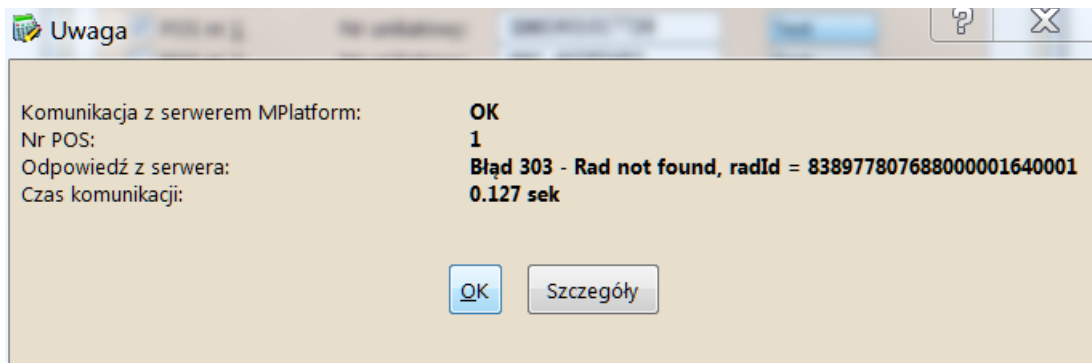 Uwaga
Komunikacja z serwerem MPlatform: OK
Nr POS: 1
Odpowiedź z serwera: Błąd 303 - Rad not found, radId = 838977807688000001640001
Czas komunikacji: 0.127 sek
OK Szczegóły